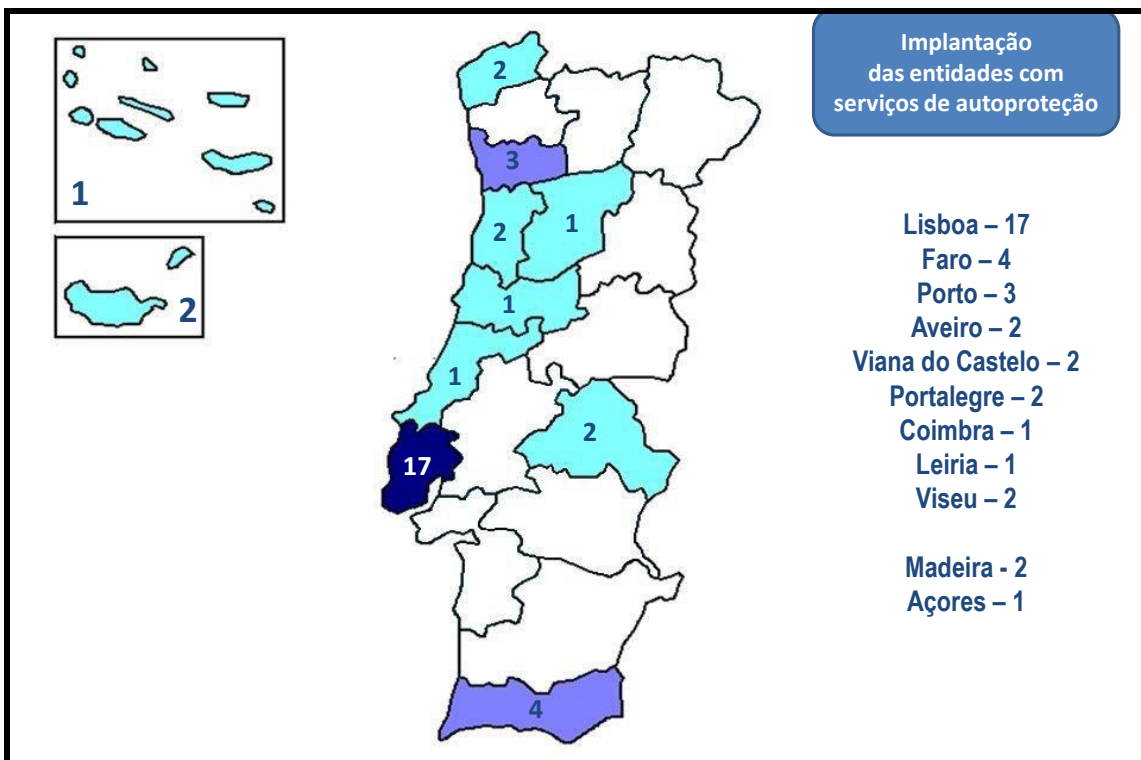 Implantação
das entidades com
serviços de autoproteção
1
2
2
3
2
1
1
1
2
17
4
Lisboa – 17
Faro – 4
Porto – 3
Aveiro – 2
Viana do Castelo – 2
Portalegre – 2
Coimbra – 1
Leiria – 1
Viseu – 2
Madeira - 2
Açores – 1